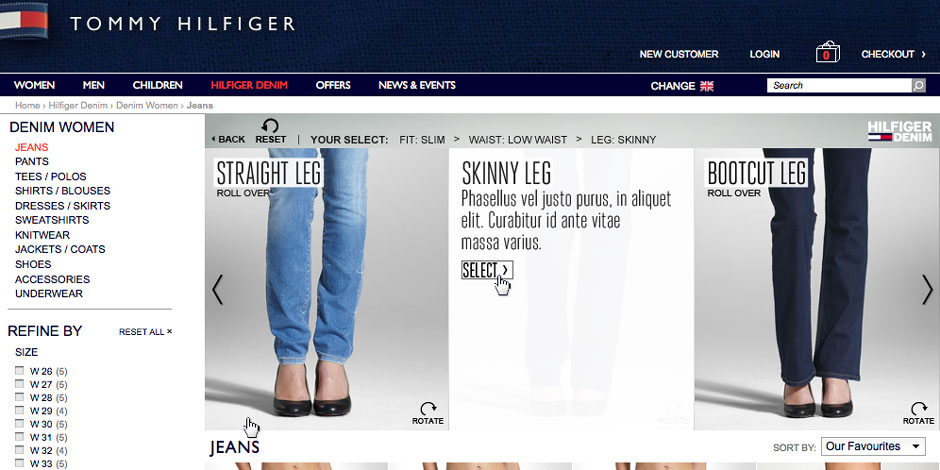 TOMMY HILFIGER
NEW CUSTOMER LOGIN 0 CHECKOUT ›
WOMEN MEN CHILDREN HILFIGER DENIM OFFERS NEWS & EVENTS CHANGE Search
Home › Hilfiger Denim › Denim Women › Jeans
DENIM WOMEN
JEANS
PANTS
TEES / POLOS
SHIRTS / BLOUSES
DRESSES / SKIRTS
SWEATSHIRTS
KNITWEAR
JACKETS / COATS
SHOES
ACCESSORIES
UNDERWEAR
REFINE BY RESET ALL ×
SIZE
W 26 (5)
W 27 (5)
W 28 (5)
W 29 (4)
W 30 (5)
W 31 (5)
W 32 (4)
W 33 (5)
BACK RESET | YOUR SELECT: FIT: SLIM > WAIST: LOW WAIST > LEG: SKINNY
HILFIGER
DENIM
STRAIGHT LEG
ROLL OVER
ROTATE
SKINNY LEG
Phasellus vel justo purus, in aliquet
elit. Curabitur id ante vitae
massa varius.
SELECT ›
ROTATE
BOOTCUT LEG
ROLL OVER
ROTATE
JEANS
SORT BY: Our Favourites